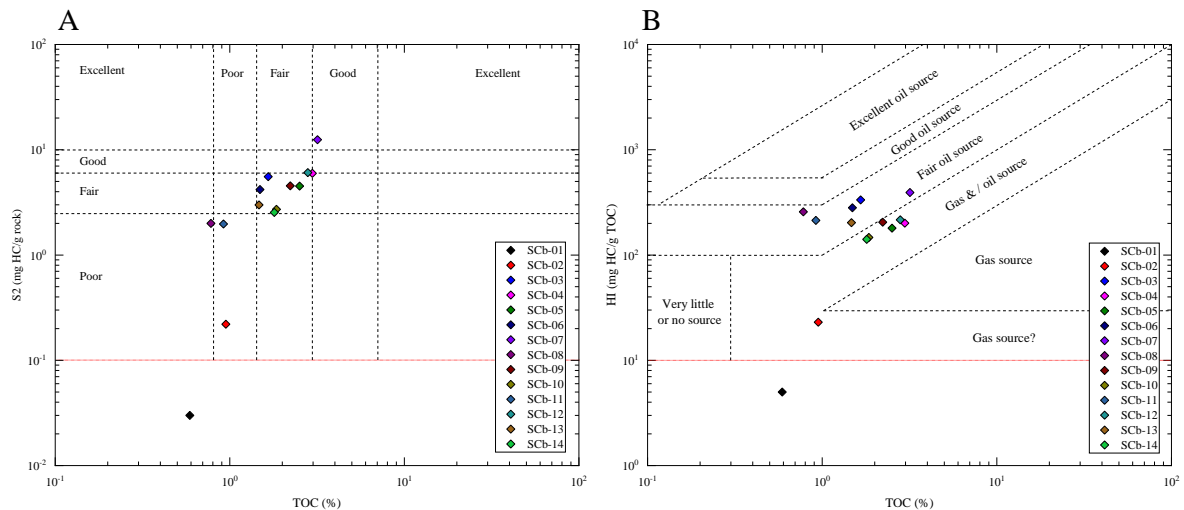 A
10²
10¹
10⁰
10⁻¹
10⁻²
S2 (mg HC/g rock)
Excellent
Poor
Fair
Good
Excellent
Good
Fair
Poor
SCb-01
SCb-02
SCb-03
SCb-04
SCb-05
SCb-06
SCb-07
SCb-08
SCb-09
SCb-10
SCb-11
SCb-12
SCb-13
SCb-14
10⁻¹
10⁰
10¹
10²
TOC (%)
B
10⁴
10³
10²
10¹
10⁰
HI (mg HC/g TOC)
Excellent oil source
Good oil source
Fair oil source
Gas & / oil source
Gas source
Very little
or no source
Gas source?
SCb-01
SCb-02
SCb-03
SCb-04
SCb-05
SCb-06
SCb-07
SCb-08
SCb-09
SCb-10
SCb-11
SCb-12
SCb-13
SCb-14
10⁻¹
10⁰
10¹
10²
TOC (%)